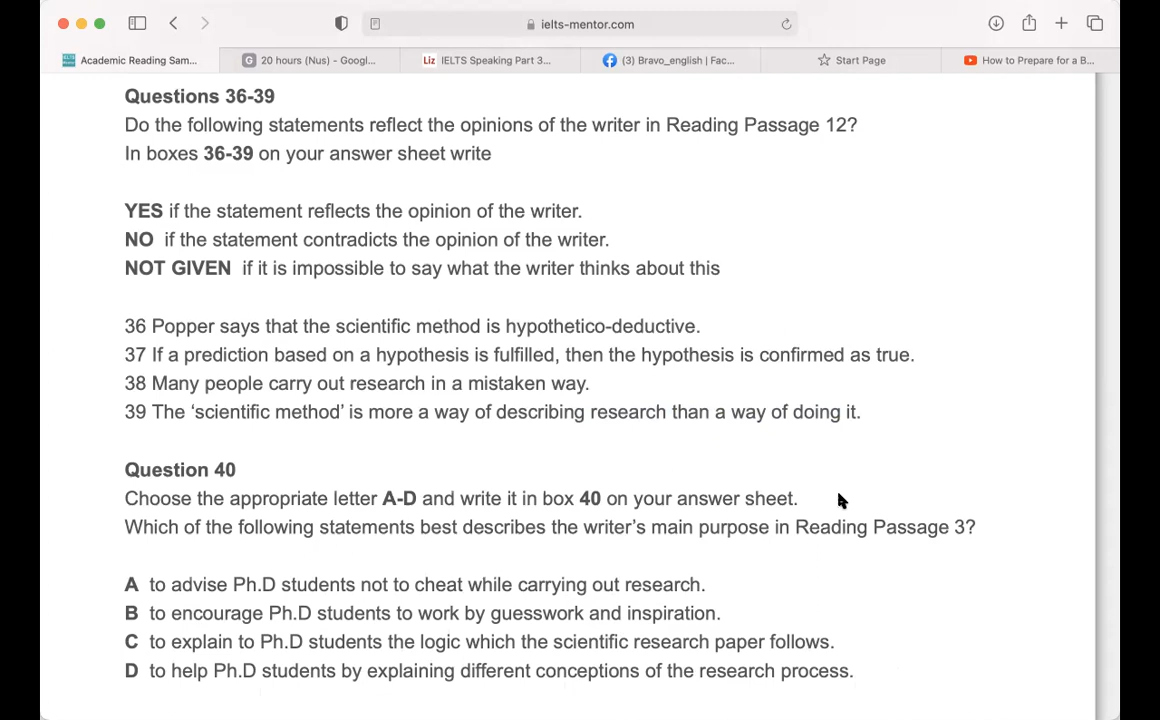 ielts-mentor.com
Academic Reading Sam...
G 20 hours (Nus) - Googl...
Liz IELTS Speaking Part 3...
(3) Bravo_english | Fac...
Start Page
How to Prepare for a B...
Questions 36-39
Do the following statements reflect the opinions of the writer in Reading Passage 12?
In boxes 36-39 on your answer sheet write
YES if the statement reflects the opinion of the writer.
NO if the statement contradicts the opinion of the writer.
NOT GIVEN if it is impossible to say what the writer thinks about this
36 Popper says that the scientific method is hypothetico-deductive.
37 If a prediction based on a hypothesis is fulfilled, then the hypothesis is confirmed as true.
38 Many people carry out research in a mistaken way.
39 The ‘scientific method’ is more a way of describing research than a way of doing it.
Question 40
Choose the appropriate letter A-D and write it in box 40 on your answer sheet.
Which of the following statements best describes the writer’s main purpose in Reading Passage 3?
A to advise Ph.D students not to cheat while carrying out research.
B to encourage Ph.D students to work by guesswork and inspiration.
C to explain to Ph.D students the logic which the scientific research paper follows.
D to help Ph.D students by explaining different conceptions of the research process.